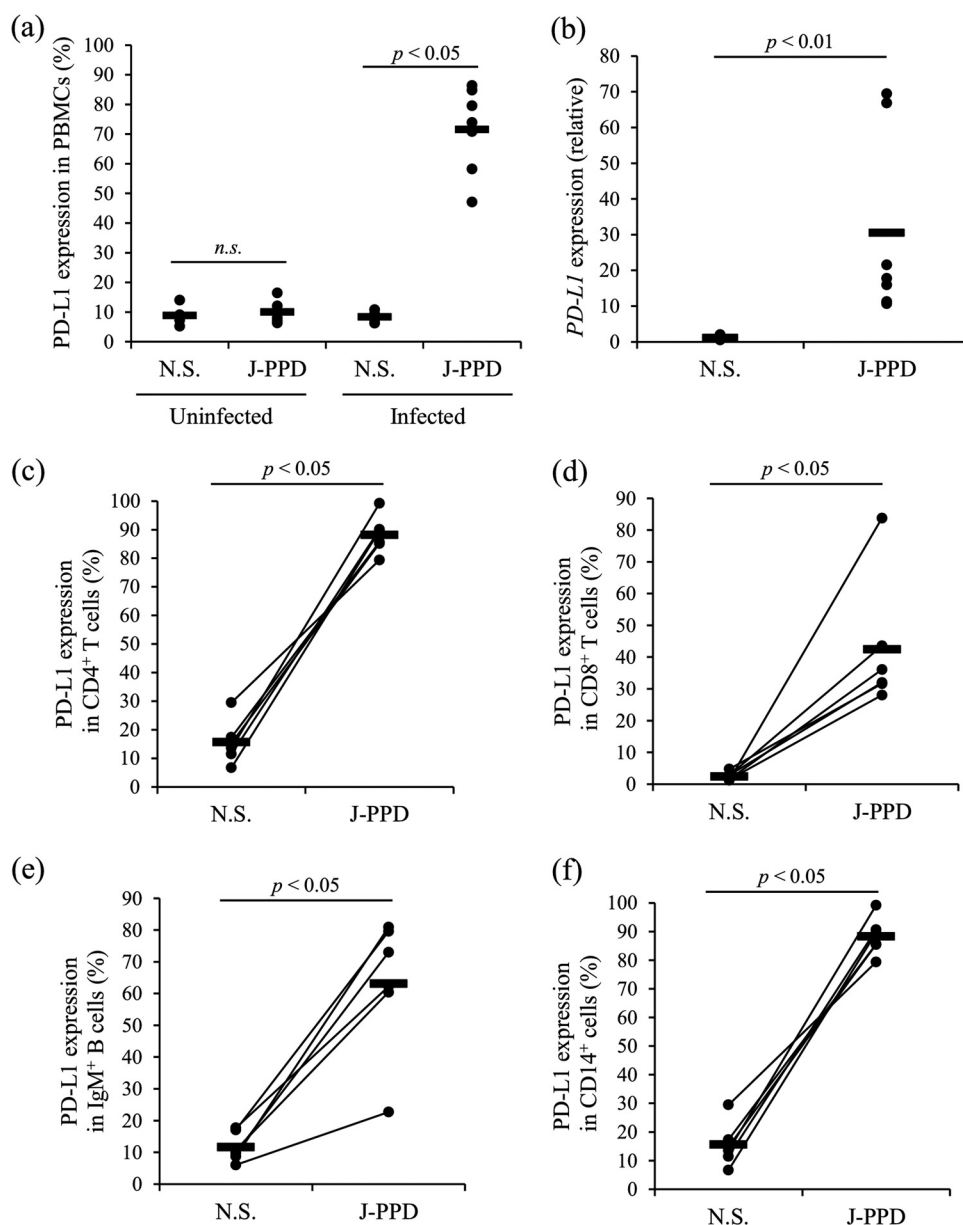 (a)
PD-L1 expression in PBMCs (%)
100
90
80
70
60
50
40
30
20
10
0
n.s.
p < 0.05
N.S. J-PPD N.S. J-PPD
Uninfected Infected
(b)
PD-L1 expression (relative)
80
70
60
50
40
30
20
10
0
p < 0.01
N.S. J-PPD
(c)
PD-L1 expression
in CD4+ T cells (%)
100
90
80
70
60
50
40
30
20
10
0
p < 0.05
N.S. J-PPD
(d)
PD-L1 expression
in CD8+ T cells (%)
90
80
70
60
50
40
30
20
10
0
p < 0.05
N.S. J-PPD
(e)
PD-L1 expression
in IgM+ B cells (%)
90
80
70
60
50
40
30
20
10
0
p < 0.05
N.S. J-PPD
(f)
PD-L1 expression
in CD14+ cells (%)
100
90
80
70
60
50
40
30
20
10
0
p < 0.05
N.S. J-PPD